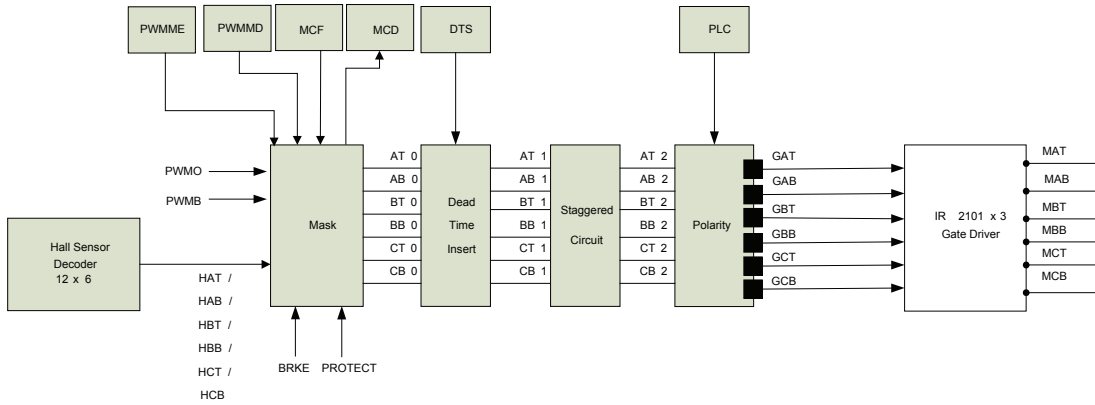 PWMME
PWMMD
MCF
MCD
DTS
PLC
PWMO
PWMB
Hall Sensor
Decoder
12 x 6
HAT /
HAB /
HBT /
HBB /
HCT /
HCB
Mask
BRKE
PROTECT
AT 0
AB 0
BT 0
BB 0
CT 0
CB 0
Dead
Time
Insert
AT 1
AB 1
BT 1
BB 1
CT 1
CB 1
Staggered
Circuit
AT 2
AB 2
BT 2
BB 2
CT 2
CB 2
Polarity
GAT
GAB
GBT
GBB
GCT
GCB
IR 2101 x 3
Gate Driver
MAT
MAB
MBT
MBB
MCT
MCB